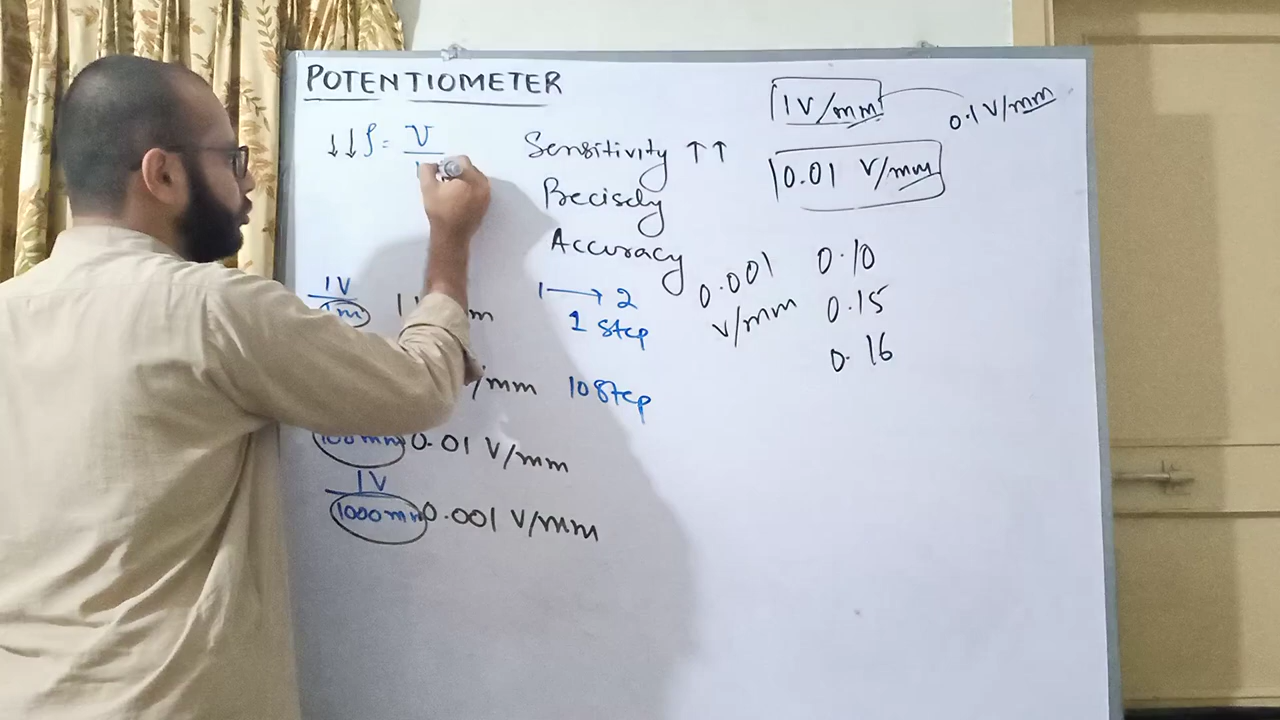 POTENTIOMETER
↓↓ ρ = V
Sensitivity ↑↑
Precisely
Accuracy
1V/mm
0.1 V/mm
0.01 V/mm
0.001
V/mm
0.10
0.15
0.16
1V
1 → 2
1 Step
/mm 10 Step
100 mm 0.01 V/mm
1V
1000 mm 0.001 V/mm